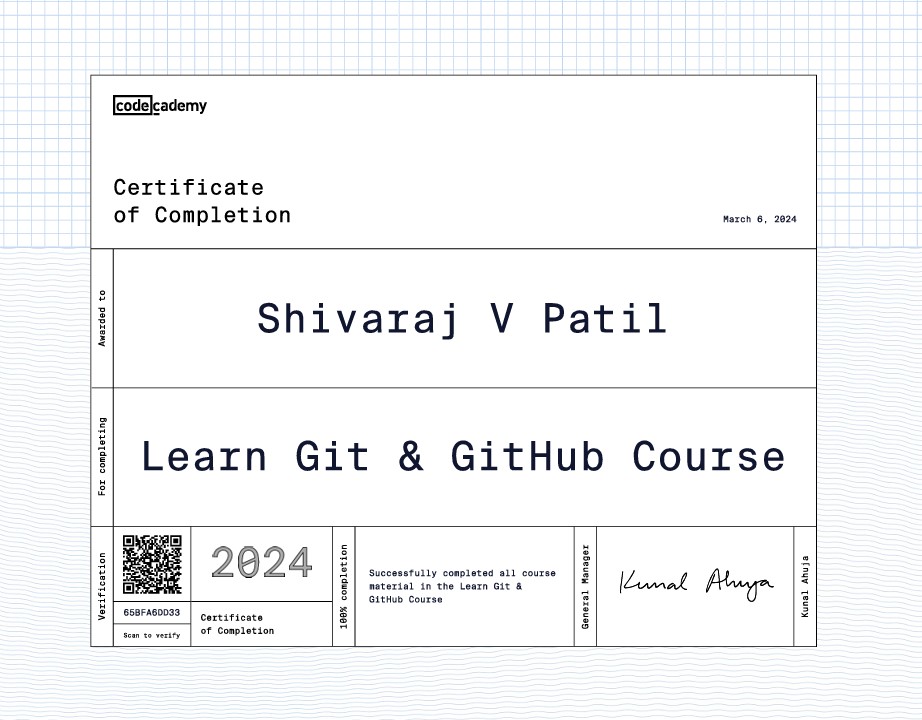 codecademy
Certificate
of Completion
March 6, 2024
Awarded to
Shivaraj V Patil
For completing
Learn Git & GitHub Course
Verification
65BFA6DD33
Scan to verify
2024
Certificate
of Completion
100% completion
Successfully completed all course
material in the Learn Git &
GitHub Course
General Manager
Kunal Ahuja
Kunal Ahuja